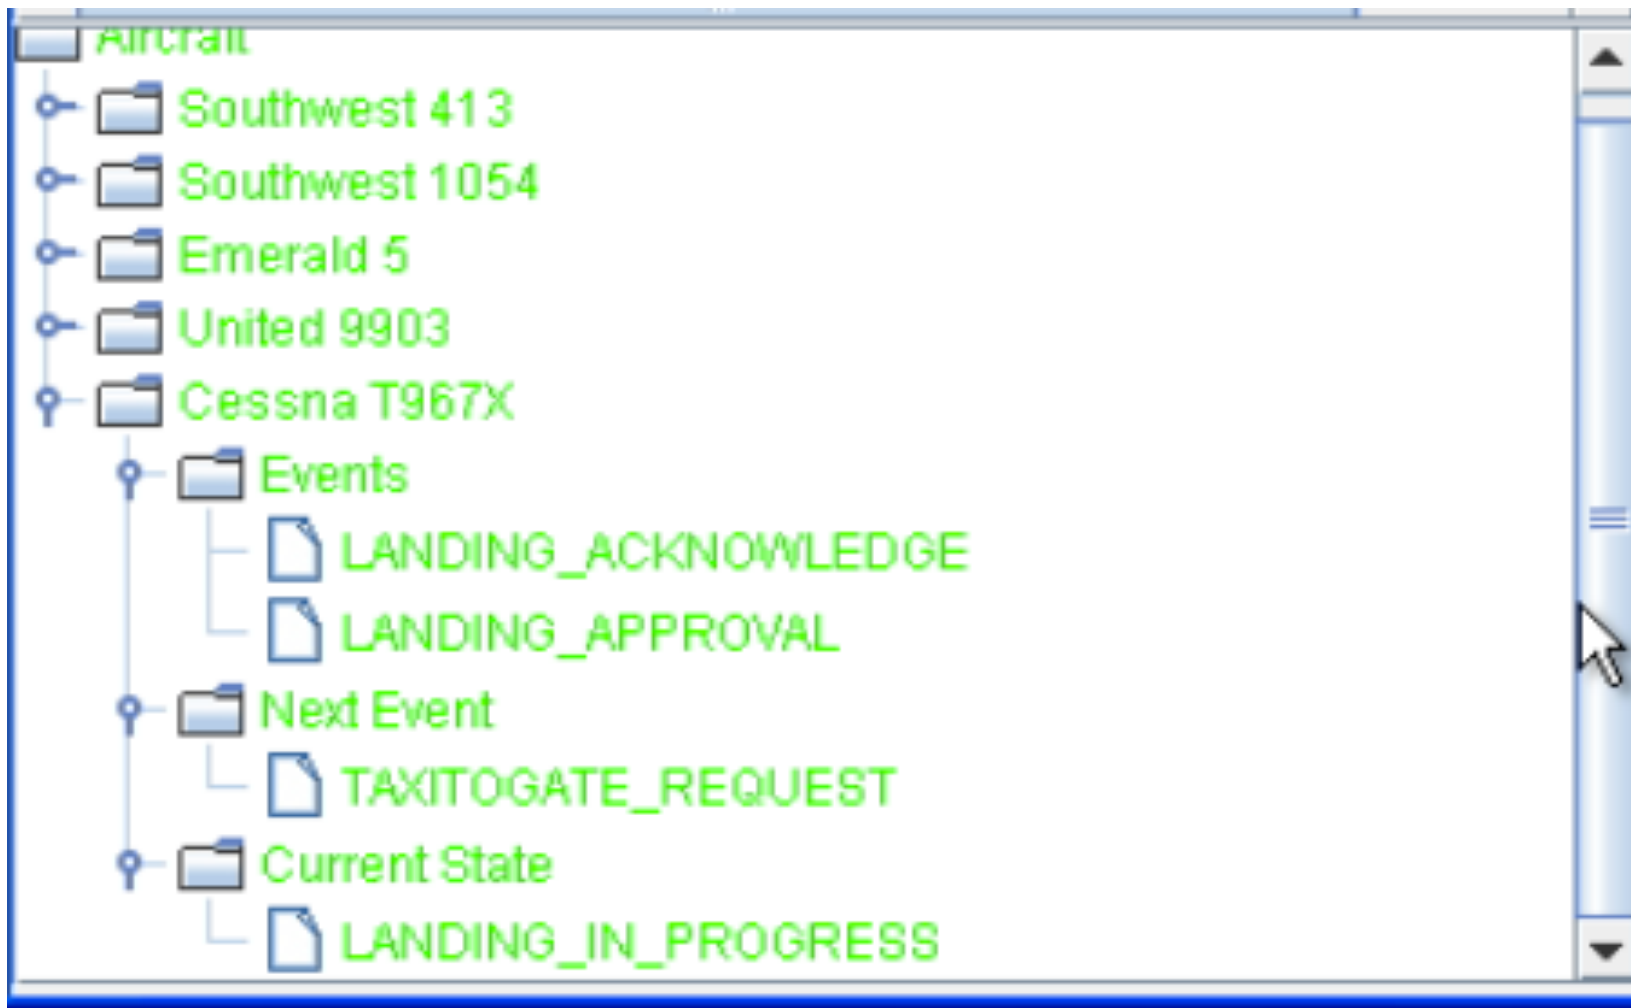 Aircraft
Southwest 413
Southwest 1054
Emerald 5
United 9903
Cessna T967X
Events
LANDING_ACKNOWLEDGE
LANDING_APPROVAL
Next Event
TAXITOGATE_REQUEST
Current State
LANDING_IN_PROGRESS